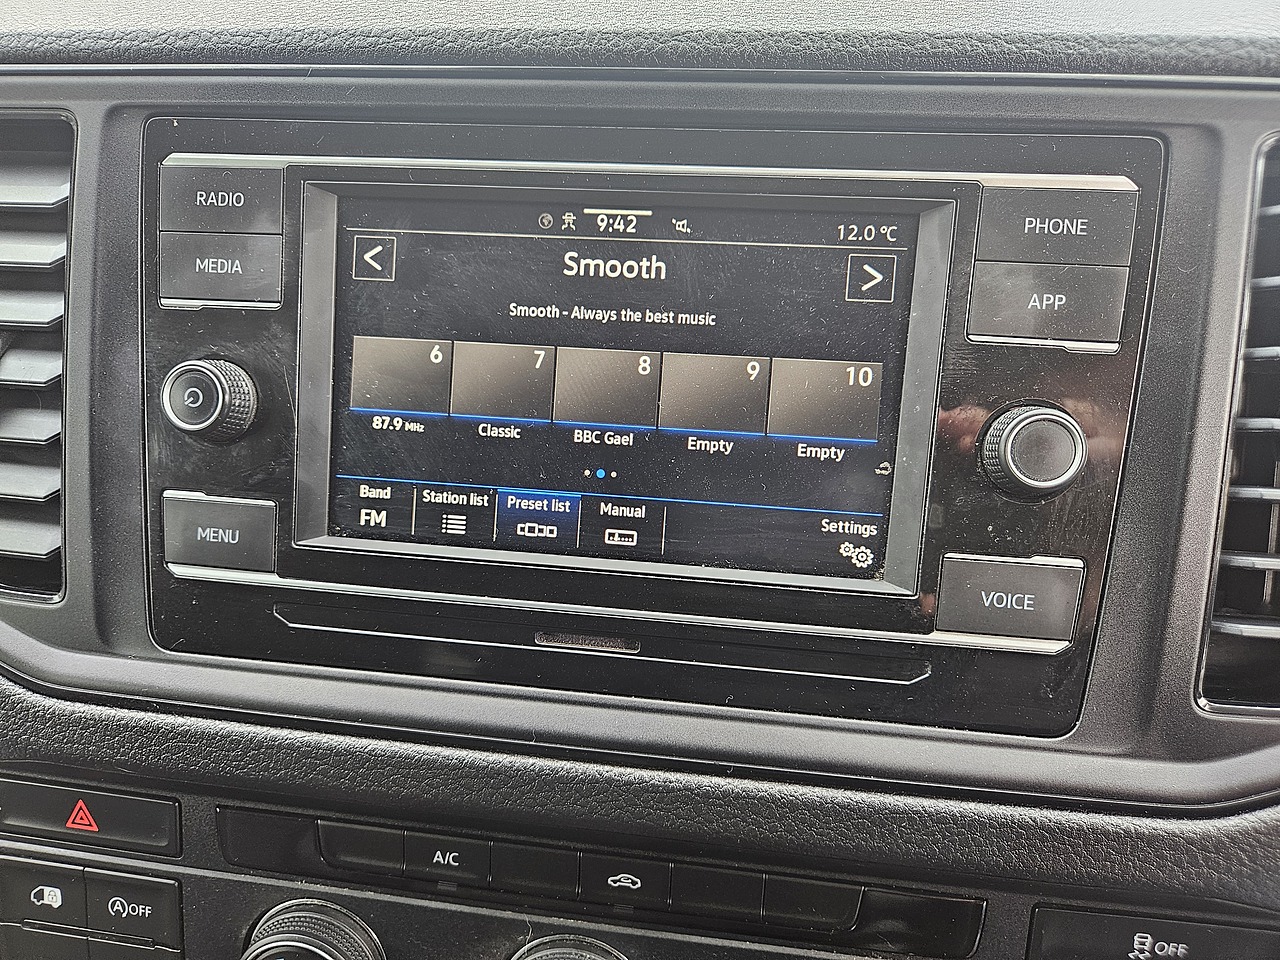 RADIO
MEDIA
MENU
9:42
12.0 °C
<
Smooth
>
Smooth - Always the best music
6
7
8
9
10
87.9 MHz
Classic
BBC Gael
Empty
Empty
Band
FM
Station list
Preset list
Manual
Settings
PHONE
APP
VOICE
A/C
A OFF
OFF